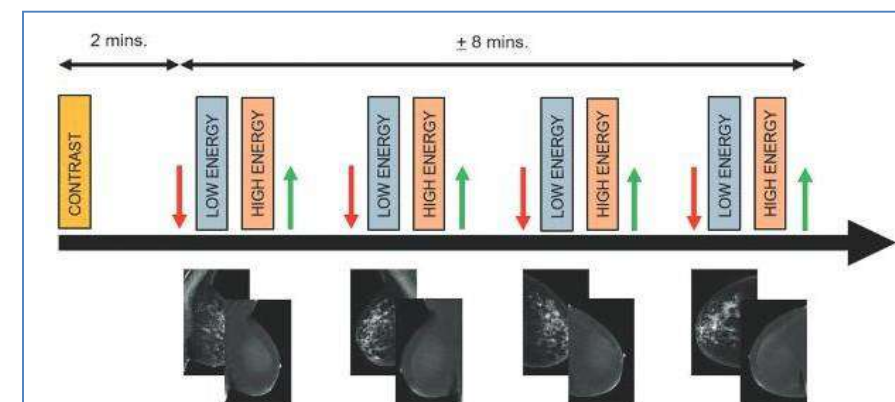 2 mins.
± 8 mins.
CONTRAST
LOW ENERGY
HIGH ENERGY
LOW ENERGY
HIGH ENERGY
LOW ENERGY
HIGH ENERGY
LOW ENERGY
HIGH ENERGY